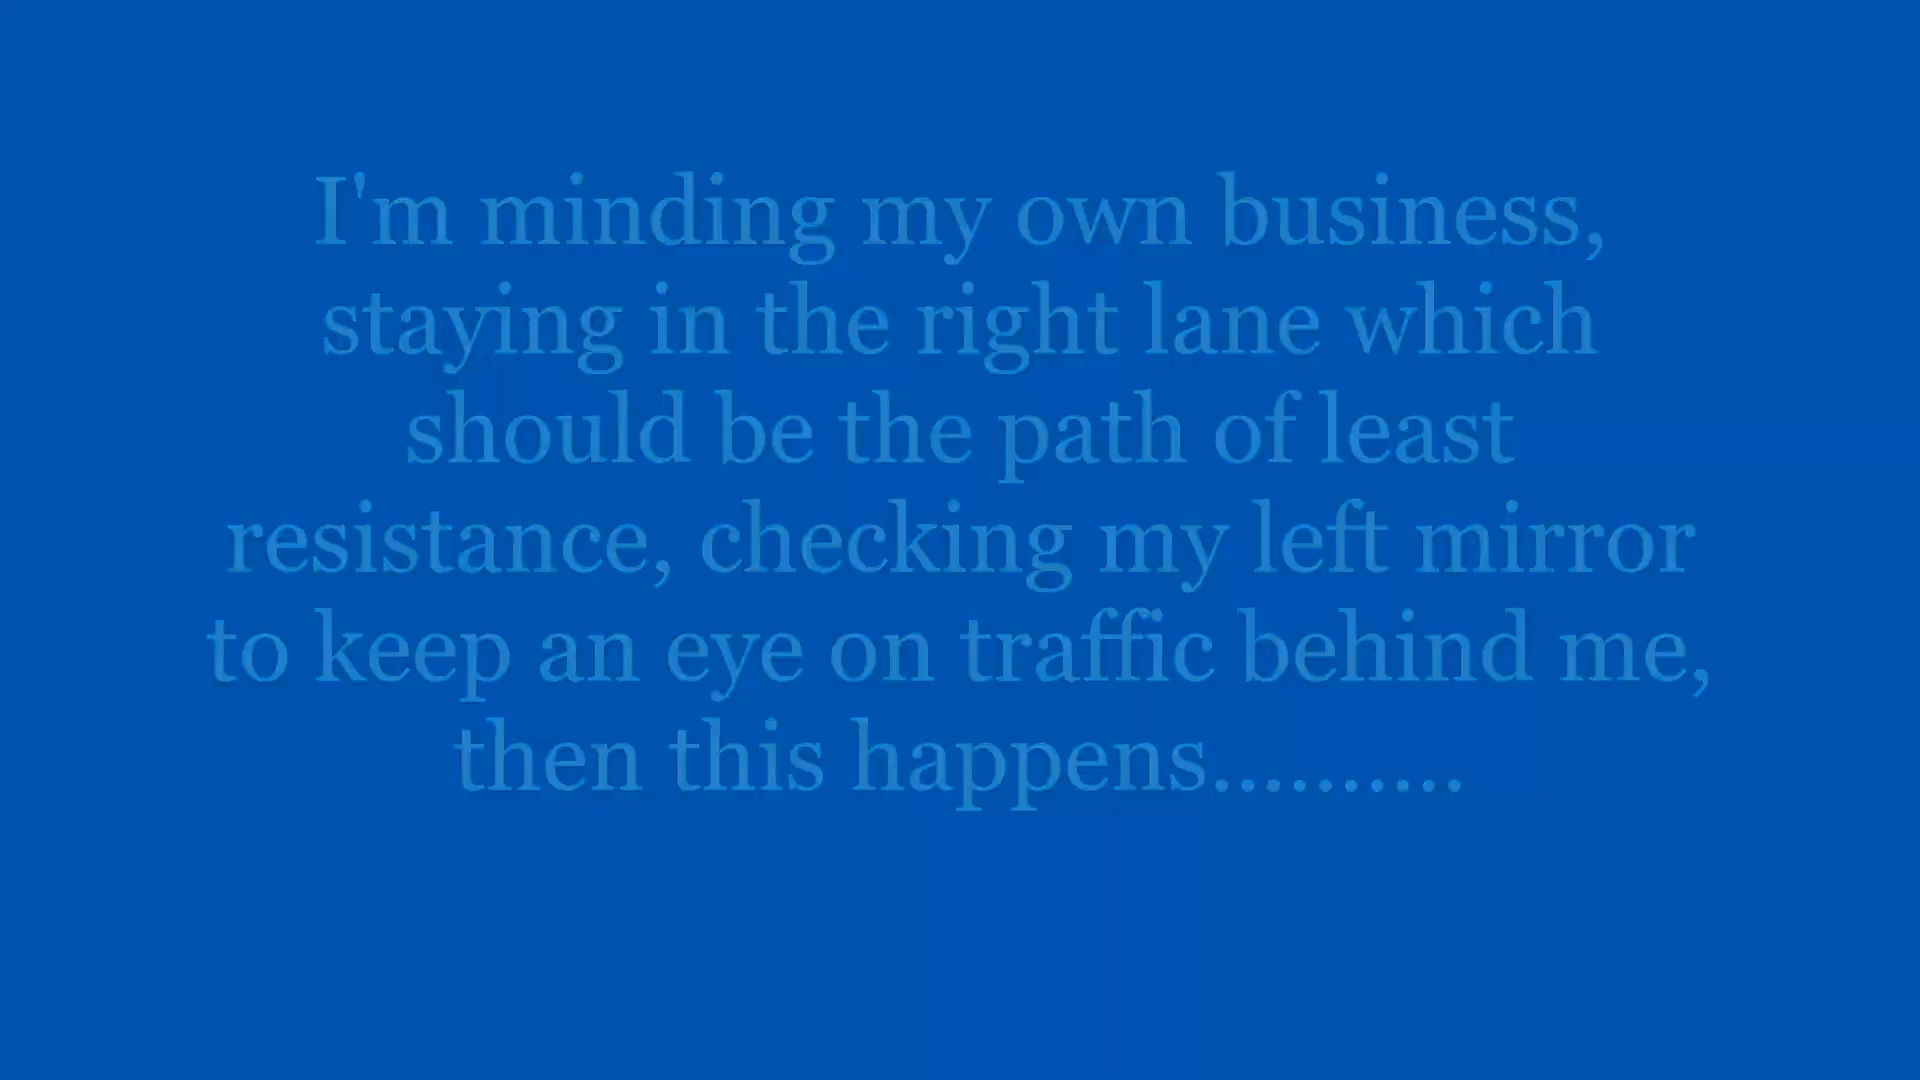 I'm minding my own business,
staying in the right lane which
should be the path of least
resistance, checking my left mirror
to keep an eye on traffic behind me,
then this happens..........